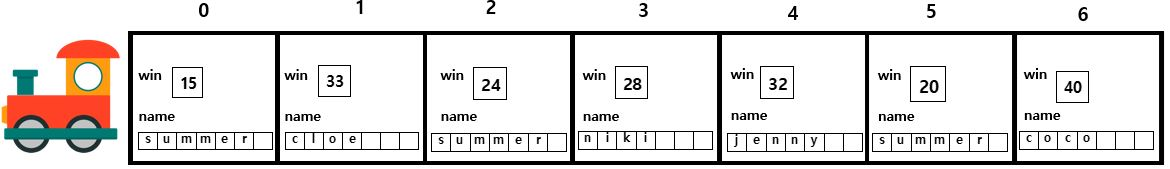 0 1 2 3 4 5 6
win 15 win 33 win 24 win 28 win 32 win 20 win 40
name name name name name name name
summer cloe summer niki jenny summer coco